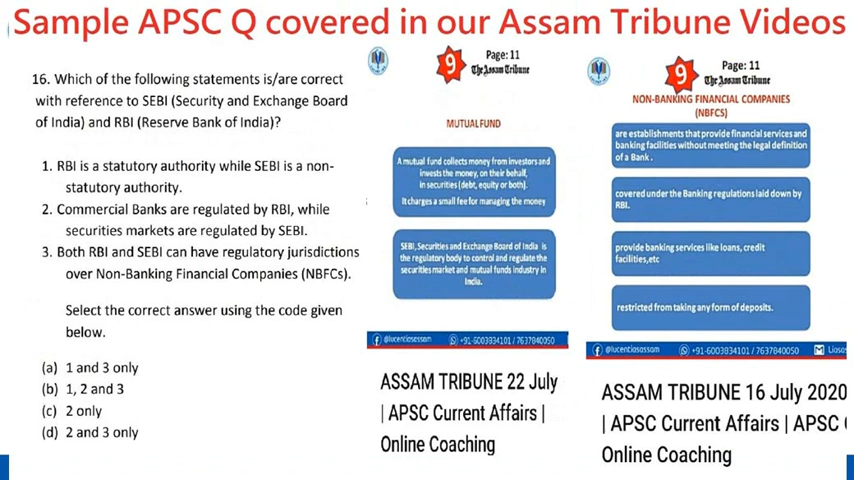 Sample APSC Q covered in our Assam Tribune Videos
16. Which of the following statements is/are correct
with reference to SEBI (Security and Exchange Board
of India) and RBI (Reserve Bank of India)?
1. RBI is a statutory authority while SEBI is a non-
statutory authority.
2. Commercial Banks are regulated by RBI, while
securities markets are regulated by SEBI.
3. Both RBI and SEBI can have regulatory jurisdictions
over Non-Banking Financial Companies (NBFCs).
Select the correct answer using the code given
below.
(a) 1 and 3 only
(b) 1, 2 and 3
(c) 2 only
(d) 2 and 3 only
9
Page: 11
The Assam Tribune
MUTUAL FUND
A mutual fund collects money from investors and
invests the money, on their behalf,
in securities (debt, equity or both).
It charges a small fee for managing the money
SEBI, Securities and Exchange Board of India is
the regulatory body to control and regulate the
securities market and mutual funds industry in
India.
@lucentiasassam +91-6003834101 / 7637840050
ASSAM TRIBUNE 22 July
| APSC Current Affairs |
Online Coaching
9
Page: 11
The Assam Tribune
NON-BANKING FINANCIAL COMPANIES
(NBFCS)
are establishments that provide financial services and
banking facilities without meeting the legal definition
of a Bank .
covered under the Banking regulations laid down by
RBI.
provide banking services like loans, credit
facilities,etc
restricted from taking any form of deposits.
@lucentiasassam +91-6003834101 / 7637840050
ASSAM TRIBUNE 16 July 2020
| APSC Current Affairs | APSC
Online Coaching